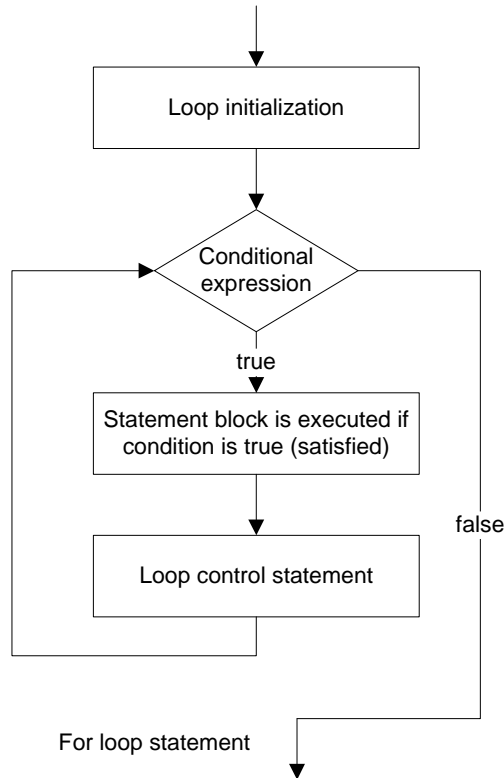 Loop initialization
Conditional
expression
true
Statement block is executed if
condition is true (satisfied)
false
Loop control statement
For loop statement